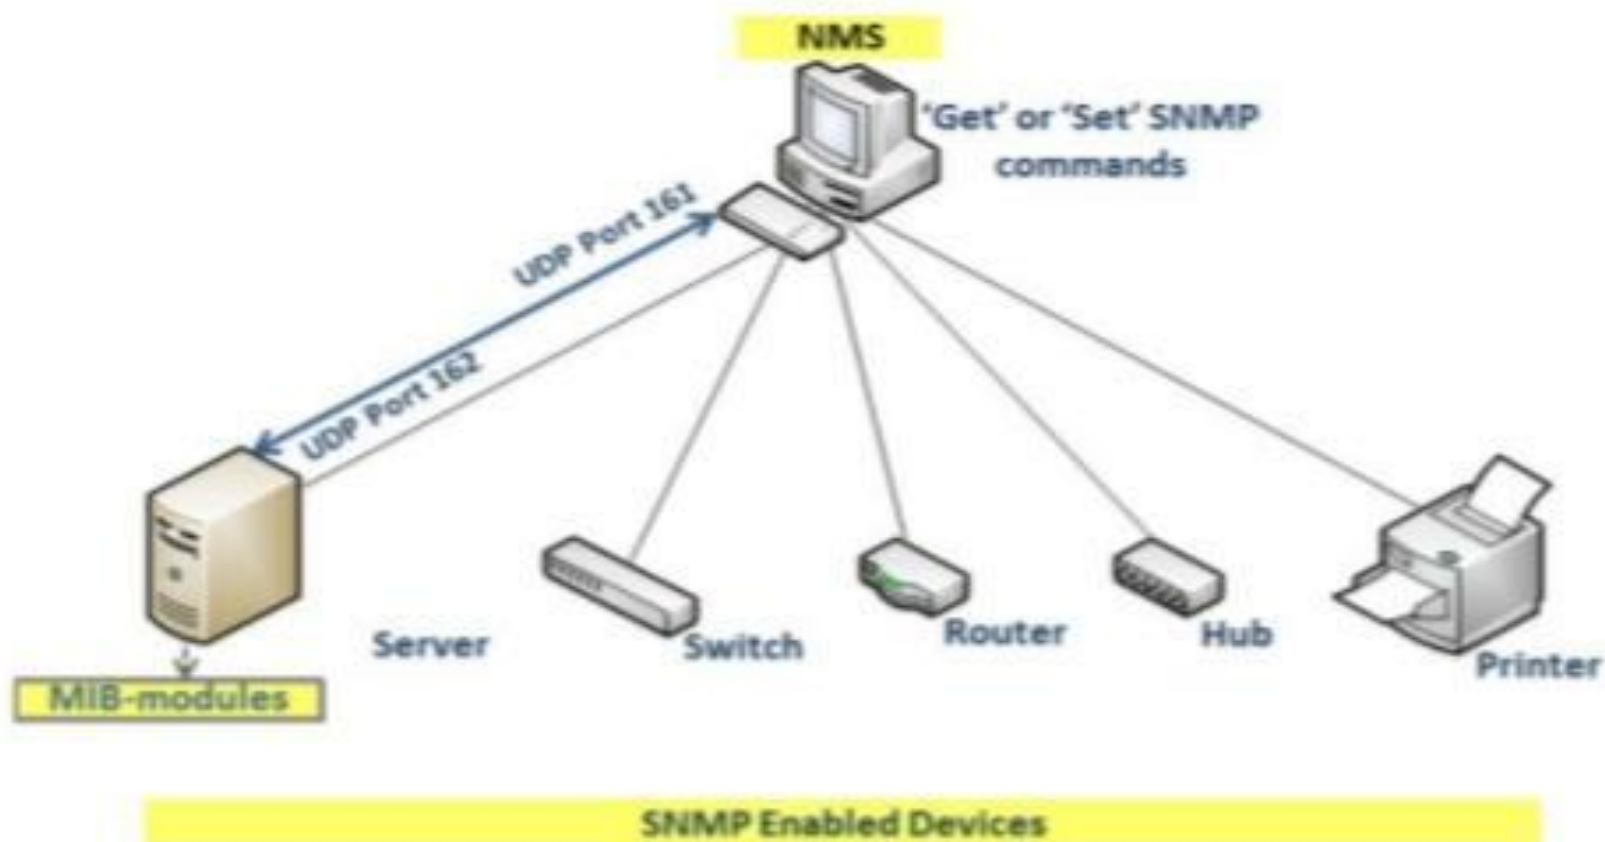 NMS
'Get' or 'Set' SNMP
commands
UDP Port 161
UDP Port 162
Server
Switch
Router
Hub
Printer
MIB-modules
SNMP Enabled Devices